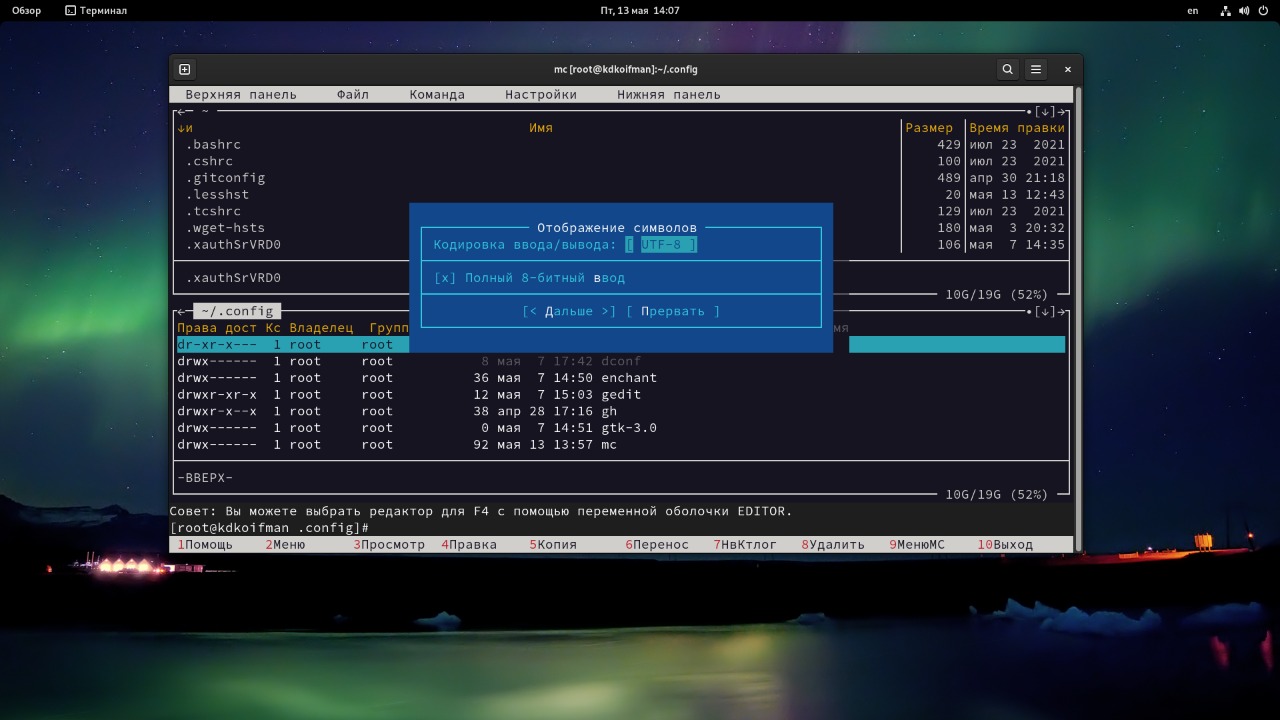 Обзор Терминал Пт, 13 мая 14:07 en
mc [root@kdkoifman]:~/.config
Верхняя панель Файл Команда Настройки Нижняя панель
←  ~ •[↓]→
↓и Имя Размер Время правки
.bashrc 429 июл 23 2021
.cshrc 100 июл 23 2021
.gitconfig 489 апр 30 21:18
.lesshst 20 мая 13 12:43
.tcshrc 129 июл 23 2021
.wget-hsts 180 мая 3 20:32
.xauthSrVRD0 106 мая 7 14:35
.xauthSrVRD0
10G/19G (52%)
Отображение символов
Кодировка ввода/вывода: [ UTF-8 ]
[x] Полный 8-битный ввод
[< Дальше >] [ Прервать ]
← ~/.config •[↓]→
Права дост Кс Владелец Групп мя
dr-xr-x--- 1 root root
drwx------ 1 root root 8 мая 7 17:42 dconf
drwx------ 1 root root 36 мая 7 14:50 enchant
drwxr-xr-x 1 root root 12 мая 7 15:03 gedit
drwxr-x--x 1 root root 38 апр 28 17:16 gh
drwx------ 1 root root 0 мая 7 14:51 gtk-3.0
drwx------ 1 root root 92 мая 13 13:57 mc
-ВВЕРХ-
10G/19G (52%)
Совет: Вы можете выбрать редактор для F4 с помощью переменной оболочки EDITOR.
[root@kdkoifman .config]#
1Помощь 2Меню 3Просмотр 4Правка 5Копия 6Перенос 7НвКтлог 8Удалить 9МенюМС 10Выход